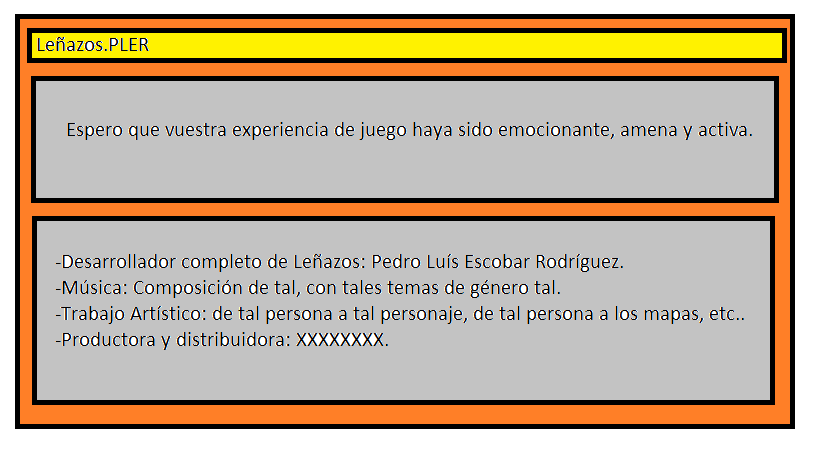 Leñazos.PLER
Espero que vuestra experiencia de juego haya sido emocionante, amena y activa.
-Desarrollador completo de Leñazos: Pedro Luís Escobar Rodríguez.
-Música: Composición de tal, con tales temas de género tal.
-Trabajo Artístico: de tal persona a tal personaje, de tal persona a los mapas, etc..
-Productora y distribuidora: XXXXXXXX.